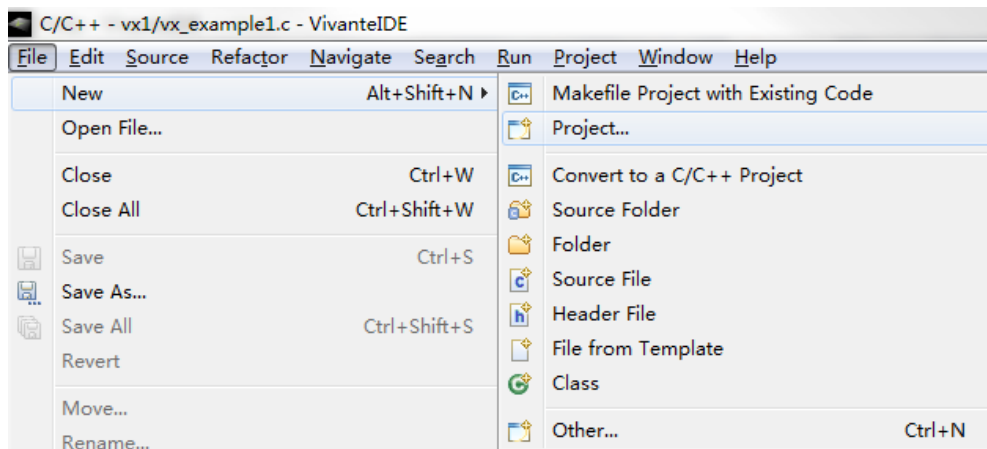 C/C++ - vx1/vx_example1.c - VivanteIDE
File Edit Source Refactor Navigate Search Run Project Window Help
New Alt+Shift+N
Open File...
Close Ctrl+W
Close All Ctrl+Shift+W
Save Ctrl+S
Save As...
Save All Ctrl+Shift+S
Revert
Move...
Rename...
Makefile Project with Existing Code
Project...
Convert to a C/C++ Project
Source Folder
Folder
Source File
Header File
File from Template
Class
Other... Ctrl+N